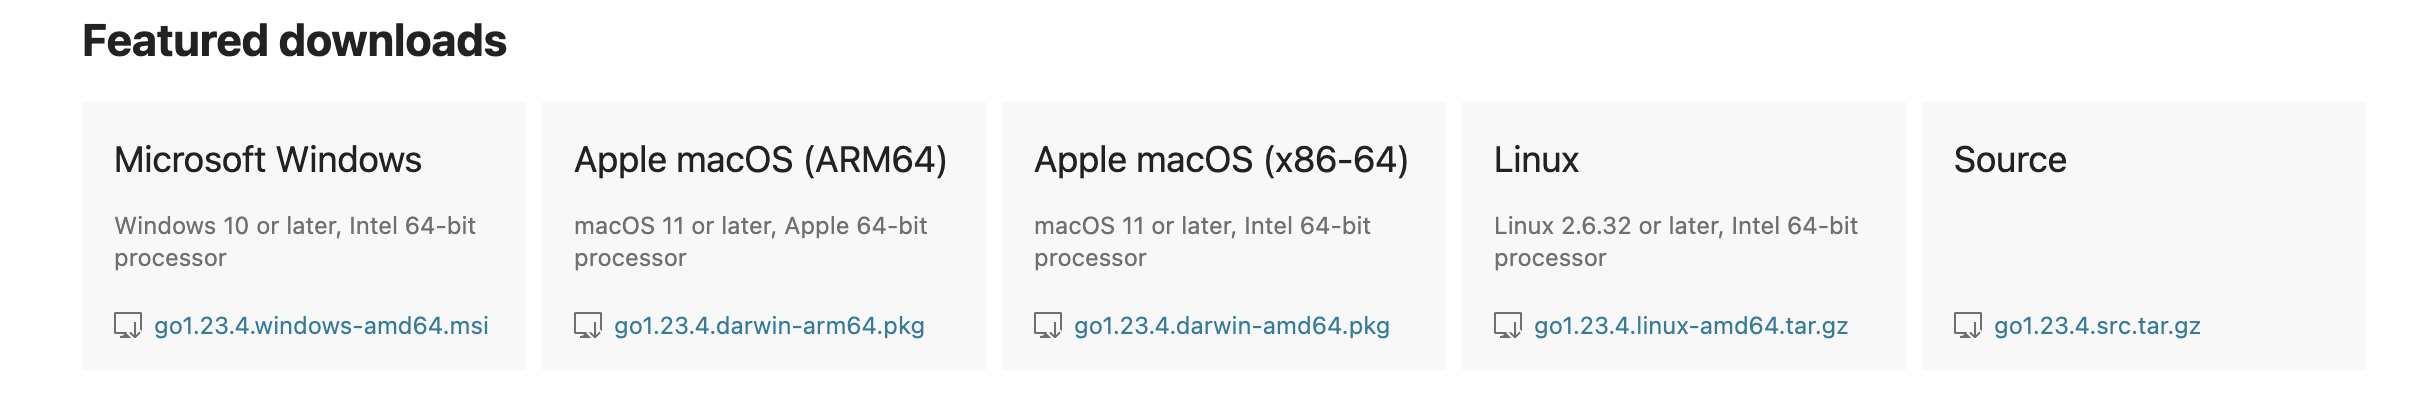 Featured downloads
Microsoft Windows
Windows 10 or later, Intel 64-bit
processor
go1.23.4.windows-amd64.msi
Apple macOS (ARM64)
macOS 11 or later, Apple 64-bit
processor
go1.23.4.darwin-arm64.pkg
Apple macOS (x86-64)
macOS 11 or later, Intel 64-bit
processor
go1.23.4.darwin-amd64.pkg
Linux
Linux 2.6.32 or later, Intel 64-bit
processor
go1.23.4.linux-amd64.tar.gz
Source
go1.23.4.src.tar.gz